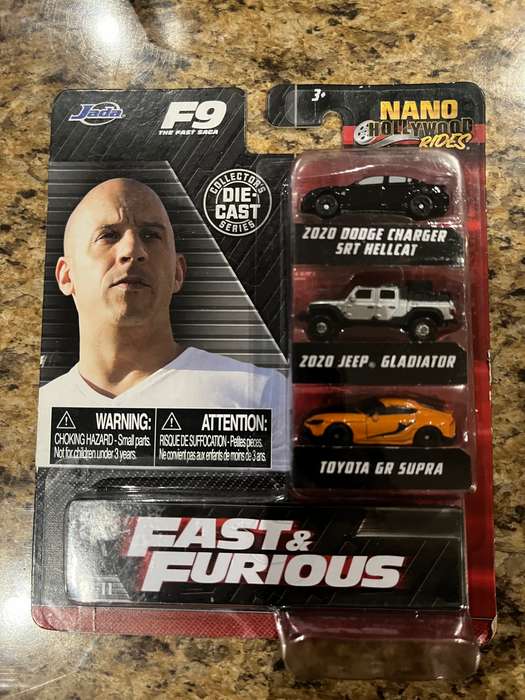 Jada
F9
THE FAST SAGA
COLLECTOR'S
DIE-
CAST
SERIES
3+
NANO
HOLLYWOOD
RIDES
2020 DODGE CHARGER
SRT HELLCAT
2020 JEEP® GLADIATOR
TOYOTA GR SUPRA
WARNING:
CHOKING HAZARD - Small parts.
Not for children under 3 years.
ATTENTION:
RISQUE DE SUFFOCATION - Petites pièces.
Ne convient pas aux enfants de moins de 3 ans.
FAST &
FURIOUS